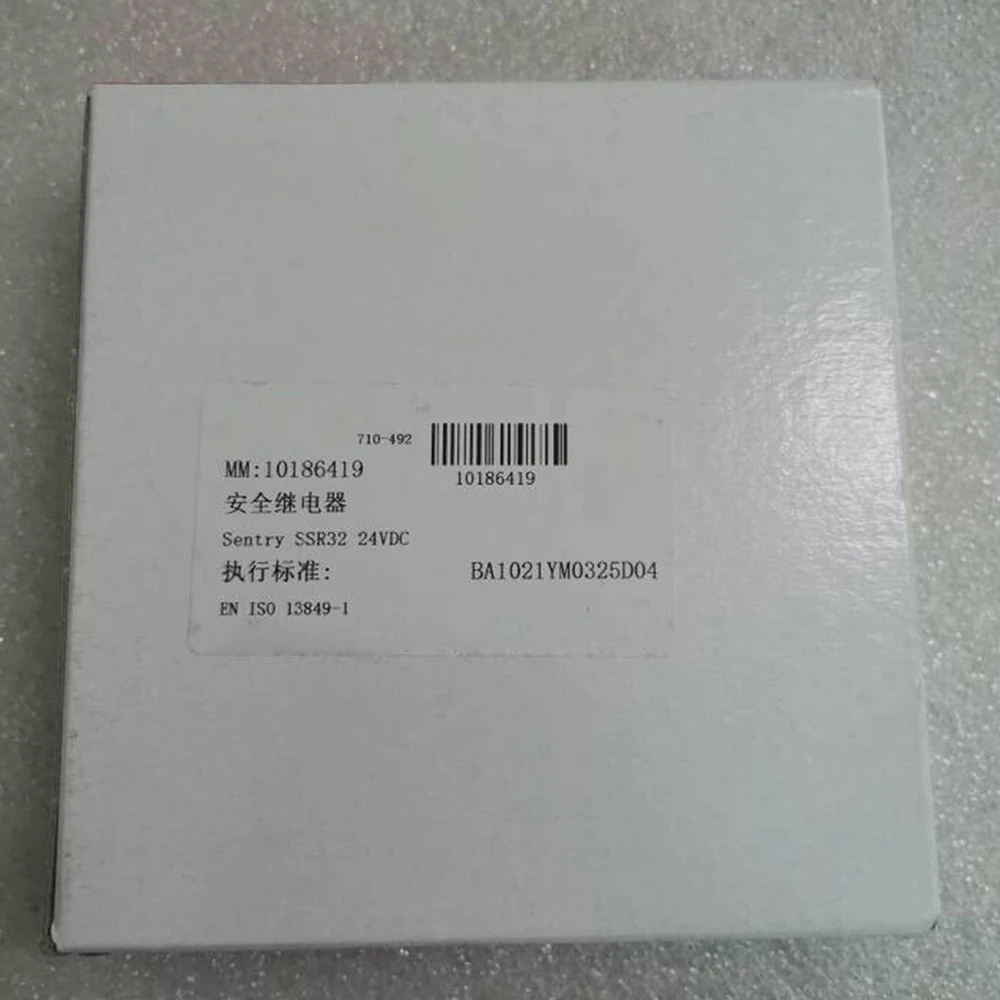 710-492
10186419
MM:10186419
安全继电器
Sentry SSR32 24VDC
执行标准:
BA1021YM0325D04
EN ISO 13849-1